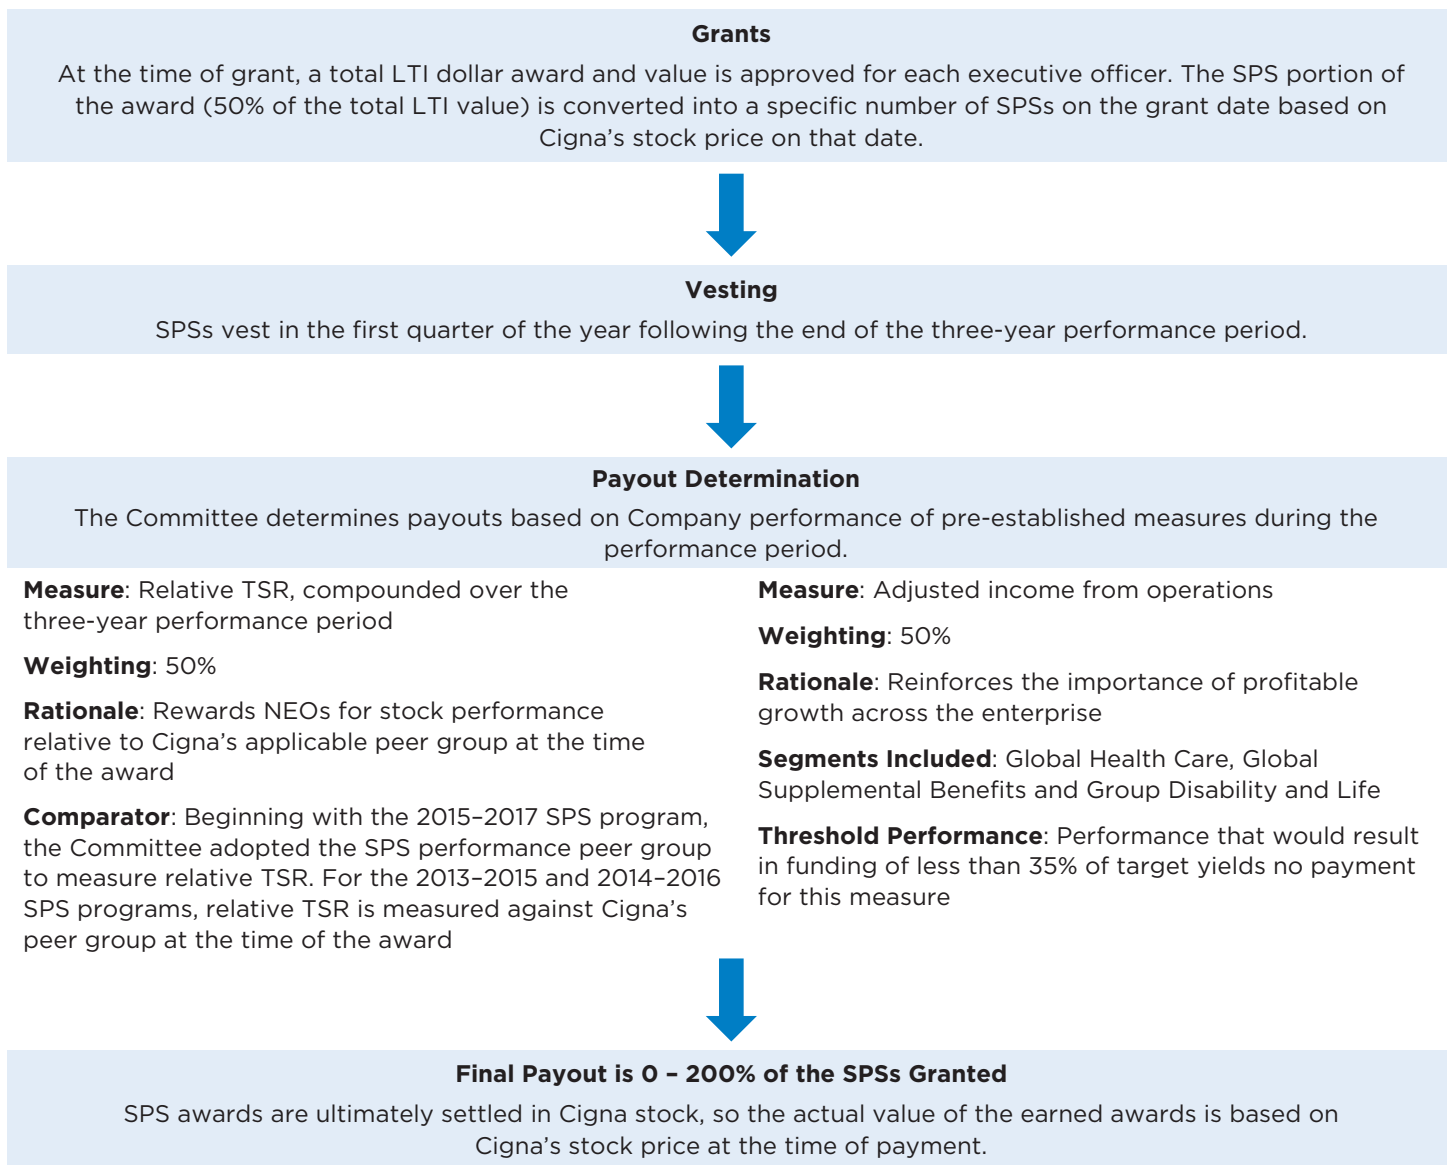 Grants
At the time of grant, a total LTI dollar award and value is approved for each executive officer. The SPS portion of
the award (50% of the total LTI value) is converted into a specific number of SPSs on the grant date based on
Cigna’s stock price on that date.
Vesting
SPSs vest in the first quarter of the year following the end of the three-year performance period.
Payout Determination
The Committee determines payouts based on Company performance of pre-established measures during the
performance period.
Measure: Relative TSR, compounded over the
three-year performance period
Weighting: 50%
Rationale: Rewards NEOs for stock performance
relative to Cigna’s applicable peer group at the time
of the award
Comparator: Beginning with the 2015–2017 SPS program,
the Committee adopted the SPS performance peer group
to measure relative TSR. For the 2013–2015 and 2014–2016
SPS programs, relative TSR is measured against Cigna’s
peer group at the time of the award
Measure: Adjusted income from operations
Weighting: 50%
Rationale: Reinforces the importance of profitable
growth across the enterprise
Segments Included: Global Health Care, Global
Supplemental Benefits and Group Disability and Life
Threshold Performance: Performance that would result
in funding of less than 35% of target yields no payment
for this measure
Final Payout is 0 – 200% of the SPSs Granted
SPS awards are ultimately settled in Cigna stock, so the actual value of the earned awards is based on
Cigna’s stock price at the time of payment.